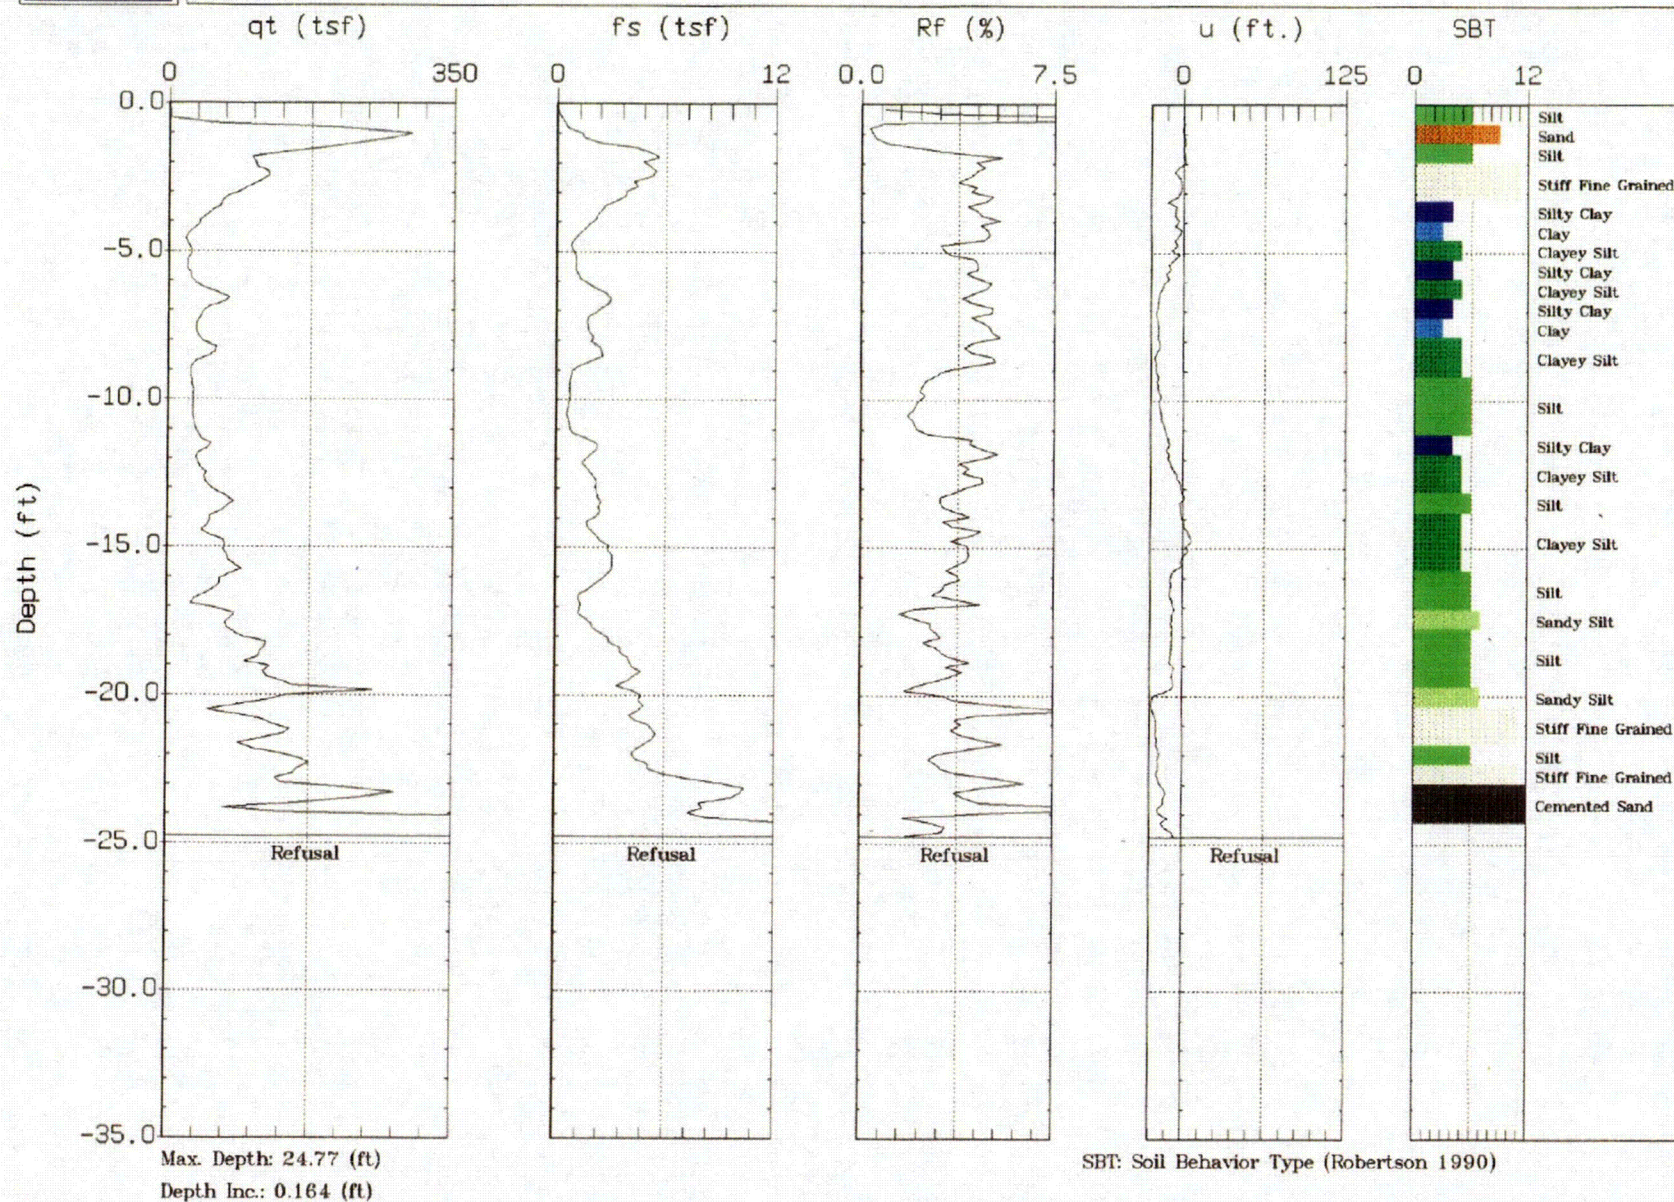 qt (tsf) fs (tsf) Rf (%) u (ft.) SBT
0 350 0 12 0.0 7.5 0 125 0 12
0.0
-5.0
-10.0
-15.0
-20.0
-25.0
-30.0
-35.0
Depth (ft)
Silt
Sand
Silt
Stiff Fine Grained
Silty Clay
Clay
Clayey Silt
Silty Clay
Clayey Silt
Silty Clay
Clay
Clayey Silt
Silt
Silty Clay
Clayey Silt
Silt
Clayey Silt
Silt
Sandy Silt
Silt
Sandy Silt
Stiff Fine Grained
Silt
Stiff Fine Grained
Cemented Sand
Refusal Refusal Refusal Refusal
Max. Depth: 24.77 (ft)
Depth Inc.: 0.164 (ft)
SBT: Soil Behavior Type (Robertson 1990)